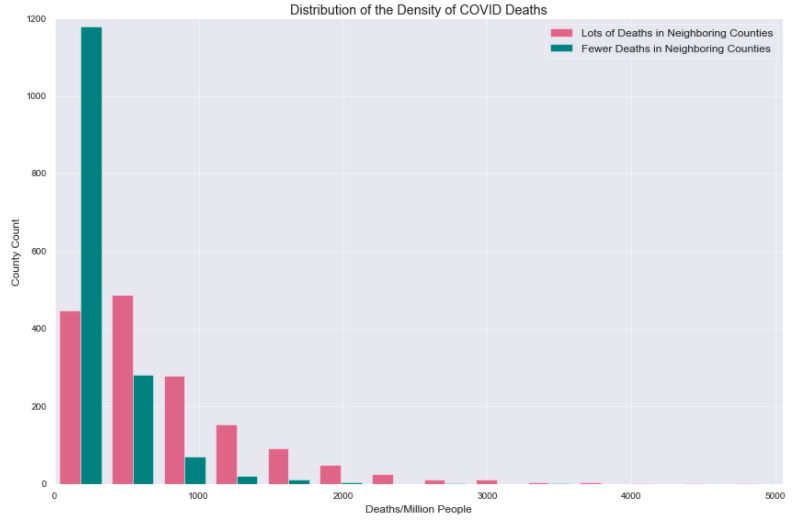 Distribution of the Density of COVID Deaths
Lots of Deaths in Neighboring Counties
Fewer Deaths in Neighboring Counties
1200
1000
800
600
400
200
0
County Count
0 1000 2000 3000 4000 5000
Deaths/Million People